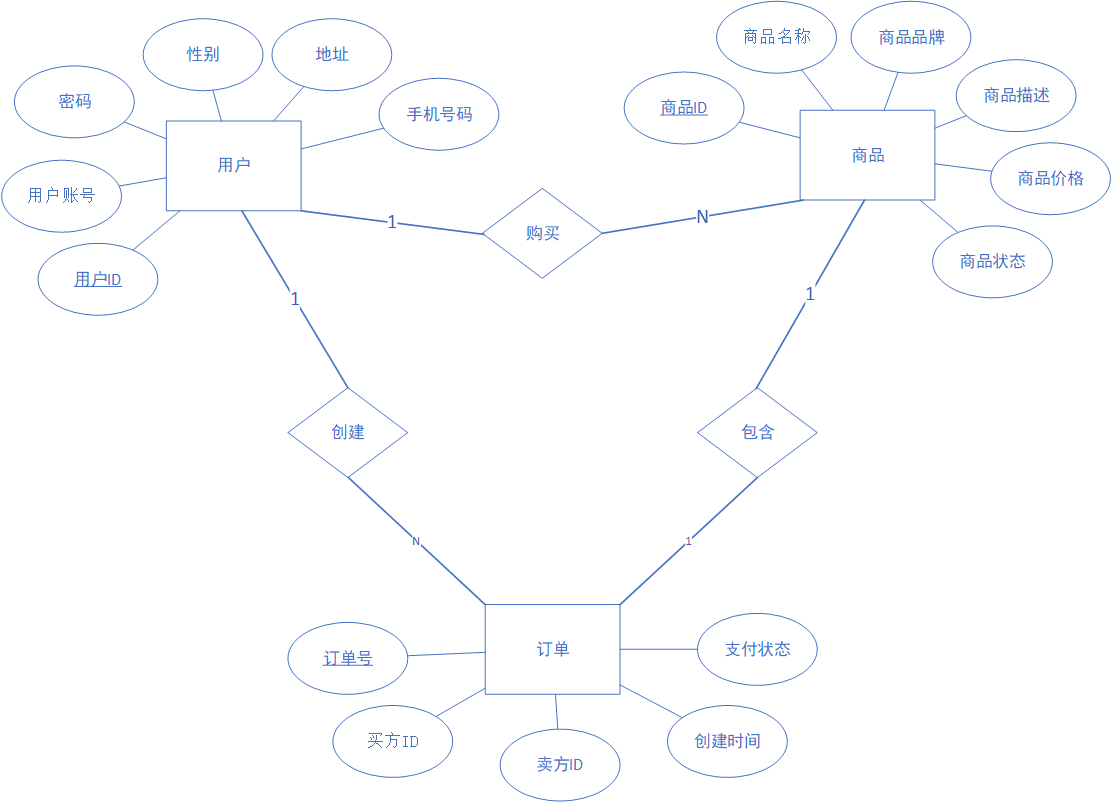 性别
地址
密码
手机号码
用户
用户账号
用户ID
商品名称
商品品牌
商品ID
商品描述
商品
商品价格
商品状态
1
购买
N
1
1
创建
包含
N
1
订单号
订单
支付状态
买方ID
卖方ID
创建时间